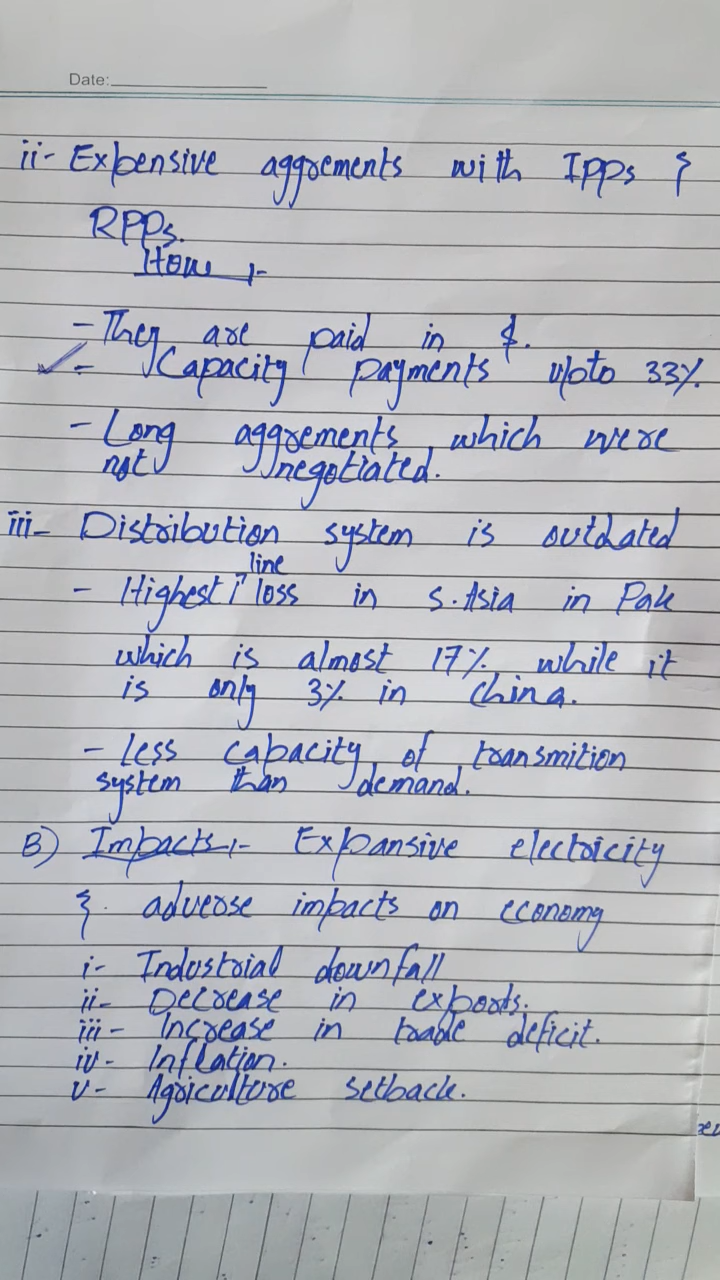 Date:
ii- Expensive aggrements with IPPs &
RPPs.
How :-
- They are paid in $.
- Capacity payments upto 33%.
- Long aggrements which were
not negotiated.
iii- Distribution system is outdated
line
- Highest loss in S.Asia in Pak
which is almost 17% while it
is only 3% in China.
- Less capacity of transmition
system than demand.
B) Impacts:- Expansive electricity
& adverse impacts on economy
i- Industrial downfall
ii- Decrease in exports.
iii- Increase in trade deficit.
iv- Inflation.
v- Agriculture setback.